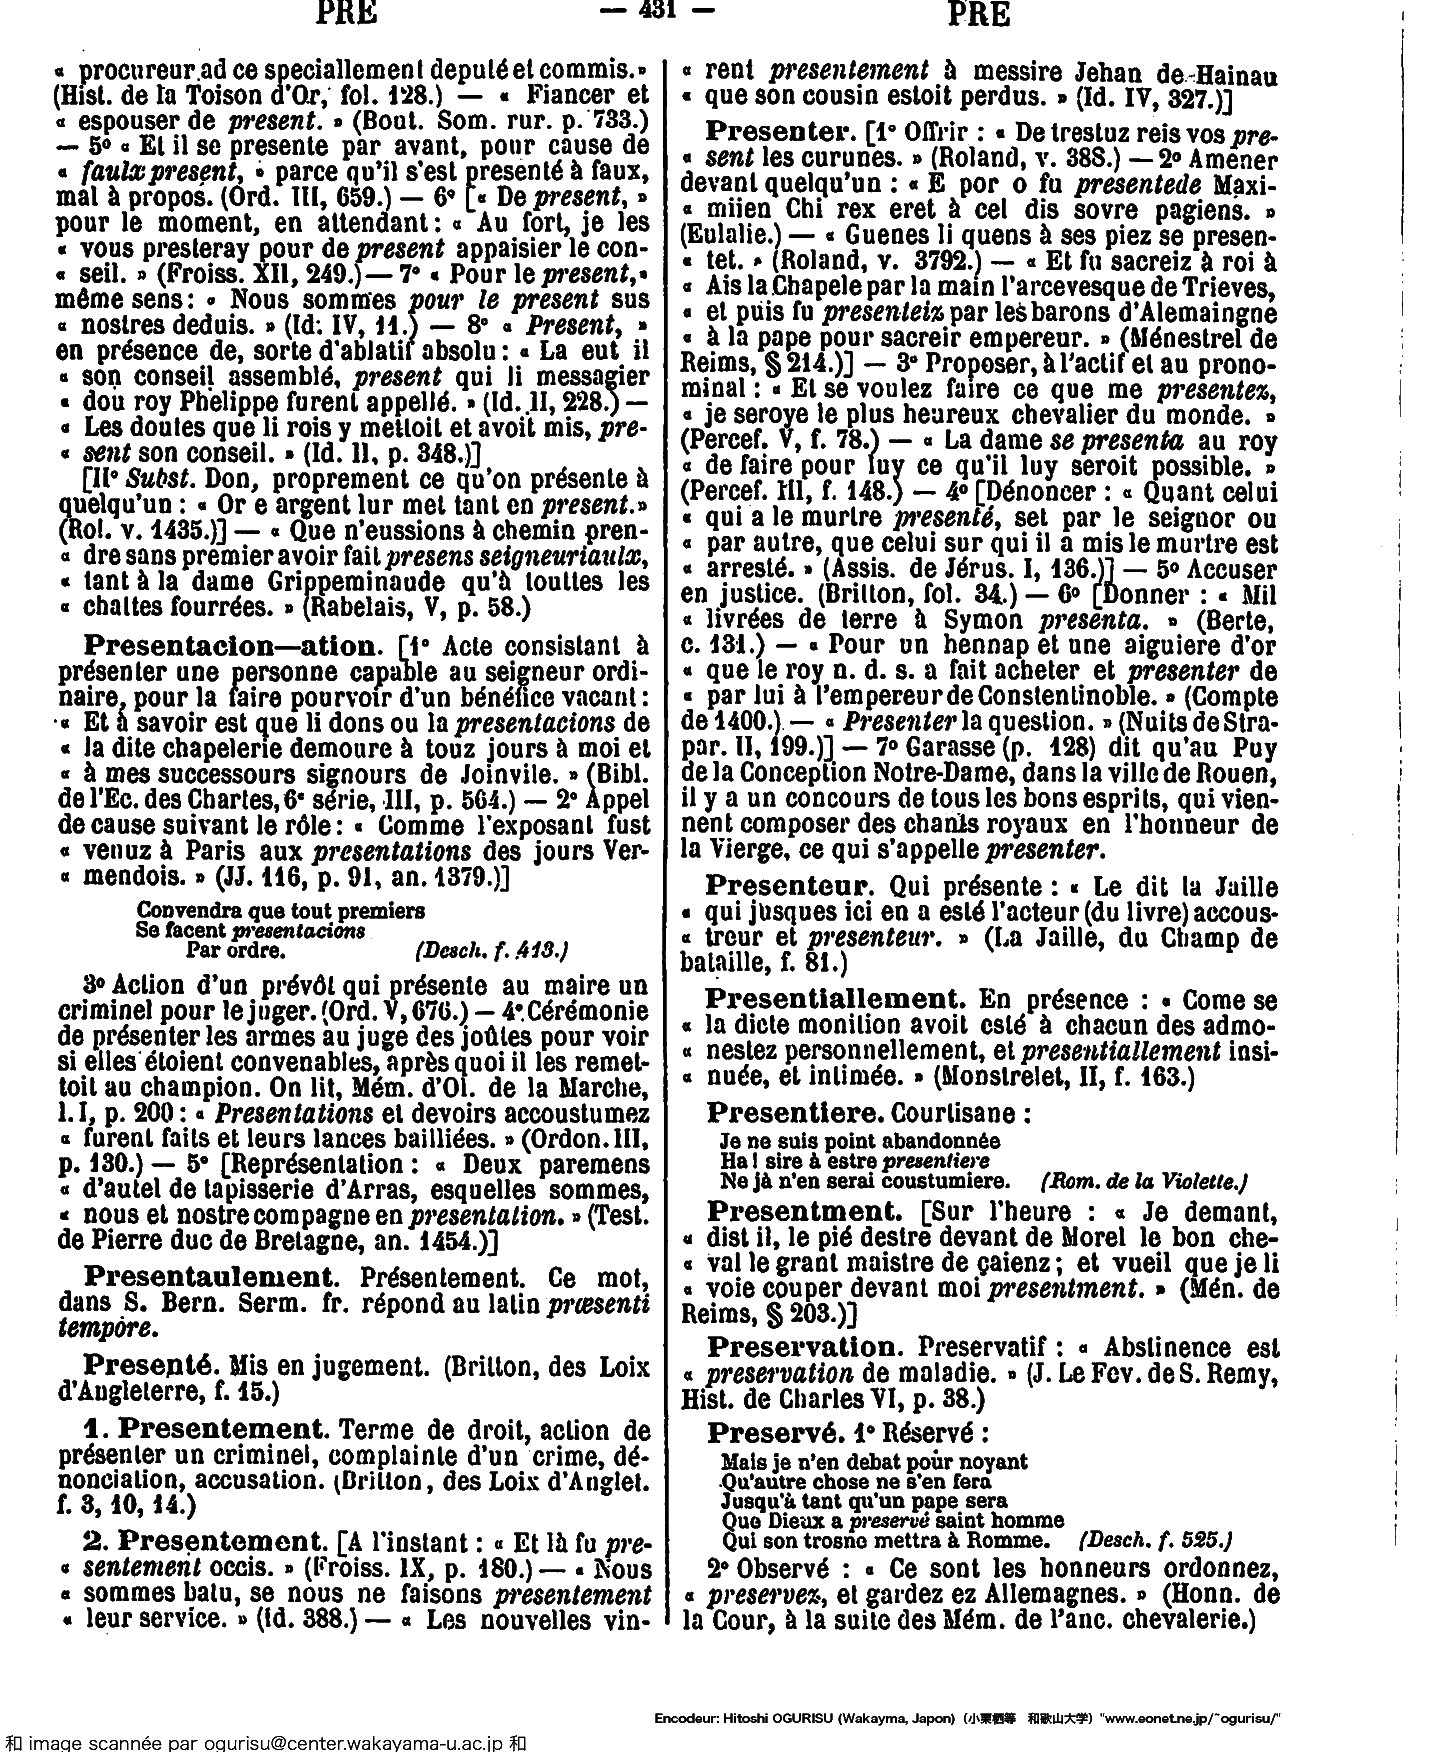 PRE — 431 — PRE
« procureur ad ce speciallement deputé et commis. »
(Hist. de la Toison d'Or, fol. 128.) — « Fiancer et
« espouser de present. » (Bout. Som. rur. p. 733.)
— 5º « Et il se presente par avant, pour cause de
« faulx present, » parce qu'il s'est présenté à faux,
mal à propos. (Ord. III, 659.) — 6º [« De present, »
pour le moment, en attendant : « Au fort, je les
« vous presteray pour de present appaisier le con-
« seil. » (Froiss. XII, 249.) — 7º « Pour le present, »
même sens : « Nous sommes pour le present sus
« nostres deduis. » (Id. IV, 11.) — 8º « Present, »
en présence de, sorte d'ablatif absolu : « La eut il
« son conseil assemblé, present qui li messagier
« dou roy Phelippe furent appellé. » (Id. II, 228.) —
« Les doutes que li rois y mettoit et avoit mis, pre-
« sent son conseil. » (Id. II, p. 348.)]
[IIº Subst. Don, proprement ce qu'on présente à
quelqu'un : « Or e argent lur met tant en present. »
(Rol. v. 1435.)] — « Que n'eussions à chemin pren-
« dre sans premier avoir fait presens seigneuriaulx,
« tant à la dame Grippeminaude qu'à touttes les
« chattes fourrées. » (Rabelais, V, p. 58.)
Presentacion—ation. [1º Acte consistant à
présenter une personne capable au seigneur ordi-
naire, pour la faire pourvoir d'un bénéfice vacant :
« Et à savoir est que li dons ou la presentacions de
« la dite chapelerie demoure à touz jours à moi et
« à mes successours signours de Joinvile. » (Bibl.
de l'Ec. des Chartes, 6e série, III, p. 564.) — 2º Appel
de cause suivant le rôle : « Comme l'exposant fust
« venuz à Paris aux presentations des jours Ver-
« mendois. » (JJ. 116, p. 91, an. 1379.)]
Convendra que tout premiers
Se facent presentacions
Par ordre. (Desch. f. 413.)
3º Action d'un prévôt qui présente au maire un
criminel pour le juger. (Ord. V, 676.) — 4º Cérémonie
de présenter les armes au juge des joûtes pour voir
si elles étoient convenables, après quoi il les remet-
toit au champion. On lit, Mém. d'Ol. de la Marche,
l. I, p. 200 : « Presentations et devoirs accoustumez
« furent faits et leurs lances bailliées. » (Ordon. III,
p. 130.) — 5º [Représentation : « Deux paremens
« d'autel de tapisserie d'Arras, esquelles sommes,
« nous et nostre compagne en presentation. » (Test.
de Pierre duc de Bretagne, an. 1454.)]
Presentaulement. Présentement. Ce mot,
dans S. Bern. Serm. fr. répond au latin præsenti
tempore.
Presenté. Mis en jugement. (Britton, des Loix
d'Angleterre, f. 15.)
1. Presentement. Terme de droit, action de
présenter un criminel, complainte d'un crime, dé-
nonciation, accusation. (Britton, des Loix d'Anglet.
f. 3, 10, 14.)
2. Presentement. [A l'instant : « Et là fu pre-
« sentement occis. » (Froiss. IX, p. 180.) — « Nous
« sommes batu, se nous ne faisons presentement
« leur service. » (Id. 388.) — « Les nouvelles vin-
« rent presentement à messire Jehan de Hainau
« que son cousin estoit perdus. » (Id. IV, 327.)]
Presenter. [1º Offrir : « De trestuz reis vos pre-
« sent les curunes. » (Roland, v. 388.) — 2º Amener
devant quelqu'un : « E por o fu presentede Maxi-
« miien Chi rex eret à cel dis sovre pagiens. »
(Eulalie.) — « Guenes li quens à ses piez se presen-
« tet. » (Roland, v. 3792.) — « Et fu sacreiz à roi à
« Ais la Chapele par la main l'arcevesque de Trieves,
« et puis fu presenteiz par les barons d'Alemaingne
« à la pape pour sacreir empereur. » (Ménestrel de
Reims, § 214.)] — 3º Proposer, à l'actif et au prono-
minal : « Et se voulez faire ce que me presentez,
« je seroye le plus heureux chevalier du monde. »
(Percef. V, f. 78.) — « La dame se presenta au roy
« de faire pour luy ce qu'il luy seroit possible. »
(Percef. III, f. 148.) — 4º [Dénoncer : « Quant celui
« qui a le murtre presenté, set par le seignor ou
« par autre, que celui sur qui il a mis le murtre est
« arresté. » (Assis. de Jérus. I, 136.)] — 5º Accuser
en justice. (Britton, fol. 34.) — 6º [Donner : « Mil
« livrées de terre à Symon presenta. » (Berte,
c. 131.) — « Pour un hennap et une aiguiere d'or
« que le roy n. d. s. a fait acheter et presenter de
« par lui à l'empereur de Constentinoble. » (Compte
de 1400.) — « Presenter la question. » (Nuits de Stra-
par. II, 199.)] — 7º Garasse (p. 128) dit qu'au Puy
de la Conception Notre-Dame, dans la ville de Rouen,
il y a un concours de tous les bons esprits, qui vien-
nent composer des chants royaux en l'honneur de
la Vierge, ce qui s'appelle presenter.
Presenteur. Qui présente : « Le dit la Jaille
« qui jusques ici en a esté l'acteur (du livre) accous-
« treur et presenteur. » (La Jaille, du Champ de
bataille, f. 81.)
Presentiallement. En présence : « Come se
« la dicte monition avoit esté à chacun des admo-
« nestez personnellement, et presentiallement insi-
« nuée, et intimée. » (Monstrelet, II, f. 163.)
Presentiere. Courtisane :
Je ne suis point abandonnée
Ha ! sire à estre presentiere
Ne jà n'en serai coustumiere. (Rom. de la Violette.)
Presentment. [Sur l'heure : « Je demant,
« dist il, le pié destre devant de Morel le bon che-
« val le grant maistre de çaienz ; et vueil que je li
« voie couper devant moi presentment. » (Mén. de
Reims, § 203.)]
Preservation. Preservatif : « Abstinence est
« preservation de maladie. » (J. Le Fev. de S. Remy,
Hist. de Charles VI, p. 38.)
Preservé. 1º Réservé :
Mais je n'en debat pour noyant
Qu'autre chose ne s'en fera
Jusqu'à tant qu'un pape sera
Que Dieux a preservé saint homme
Qui son trosne mettra à Romme. (Desch. f. 525.)
2º Observé : « Ce sont les honneurs ordonnez,
« preservez, et gardez ez Allemagnes. » (Honn. de
la Cour, à la suite des Mém. de l'anc. chevalerie.)
Encodeur: Hitoshi OGURISU (Wakayma, Japon) (小栗栖等 和歌山大学) "www.eonet.ne.jp/~ogurisu/"
和 image scannée par ogurisu@center.wakayama-u.ac.jp 和